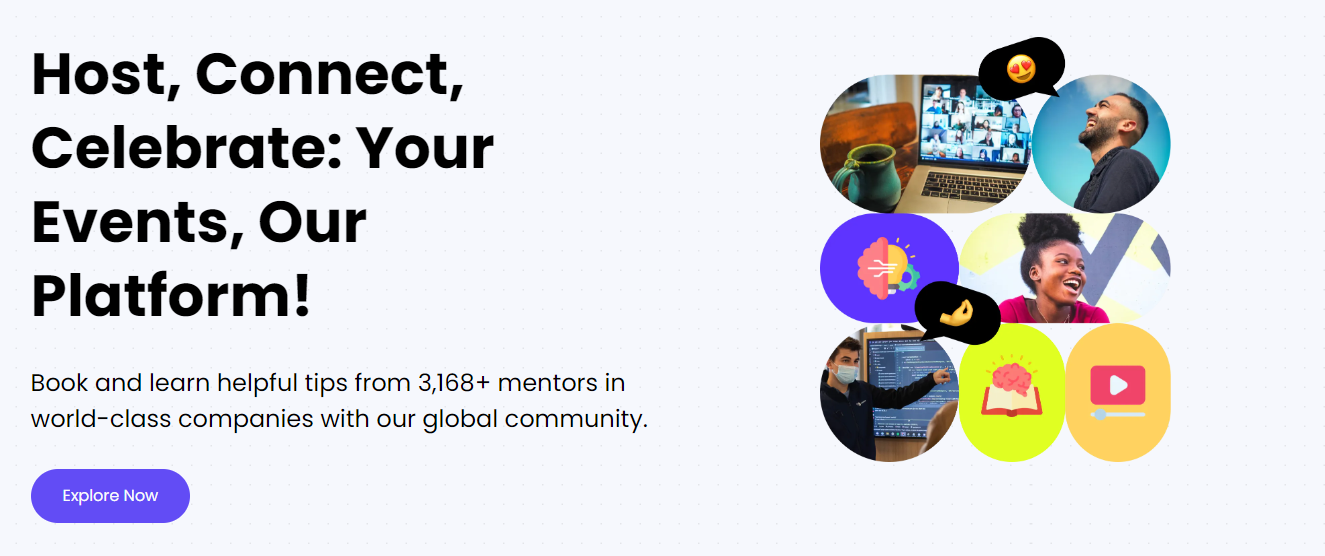 Host, Connect,
Celebrate: Your
Events, Our
Platform!
Book and learn helpful tips from 3,168+ mentors in
world-class companies with our global community.
Explore Now